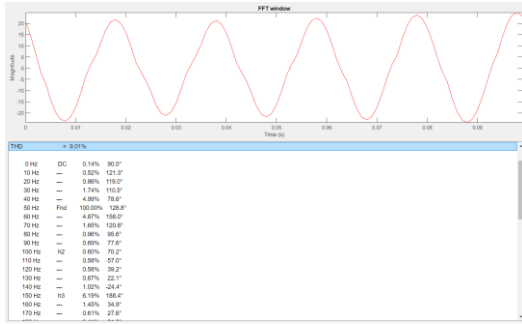 FFT window
20
15
10
5
0
-5
-10
-15
-20
Magnitude
0 0.01 0.02 0.03 0.04 0.05 0.06 0.07 0.08 0.09
Time (s)
THD = 9.01%
0 Hz DC 0.14% 90.0°
10 Hz --- 0.52% 121.3°
20 Hz --- 0.86% 119.0°
30 Hz --- 1.74% 110.5°
40 Hz --- 4.99% 78.6°
50 Hz Fnd 100.00% 128.8°
60 Hz --- 4.87% 158.0°
70 Hz --- 1.65% 120.8°
80 Hz --- 0.96% 95.6°
90 Hz --- 0.69% 77.6°
100 Hz h2 0.60% 70.2°
110 Hz --- 0.58% 57.0°
120 Hz --- 0.58% 39.2°
130 Hz --- 0.67% 22.1°
140 Hz --- 1.02% -24.4°
150 Hz h3 6.19% 188.4°
160 Hz --- 1.45% 34.9°
170 Hz --- 0.61% 27.6°